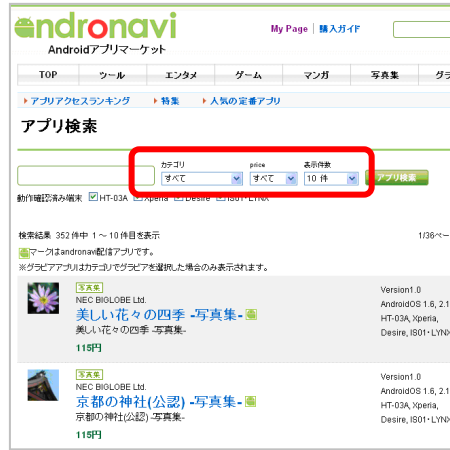 andronavi
Androidアプリマーケット
My Page 購入ガイド
TOP ツール エンタメ ゲーム マンガ 写真集 グラ
アプリアクセスランキング 特集 人気の定番アプリ
アプリ検索
カテゴリ price 表示件数
すべて すべて 10 件 アプリ検索
動作確認済み端末 HT-03A Xperia Desire IS01・LYNX
検索結果 352件中 1～10件目を表示 1/36ペー
マークはandronavi配信アプリです。
※グラビアアプリはカテゴリでグラビアを選択した場合のみ表示されます。
写真集
NEC BIGLOBE Ltd.
美しい花々の四季 -写真集-
美しい花々の四季 -写真集-
115円
Version1.0
AndroidOS 1.6, 2.1
HT-03A, Xperia,
Desire, IS01・LYNX
写真集
NEC BIGLOBE Ltd.
京都の神社(公認) -写真集-
京都の神社(公認) -写真集-
115円
Version1.0
AndroidOS 1.6, 2.1
HT-03A, Xperia,
Desire, IS01・LYNX